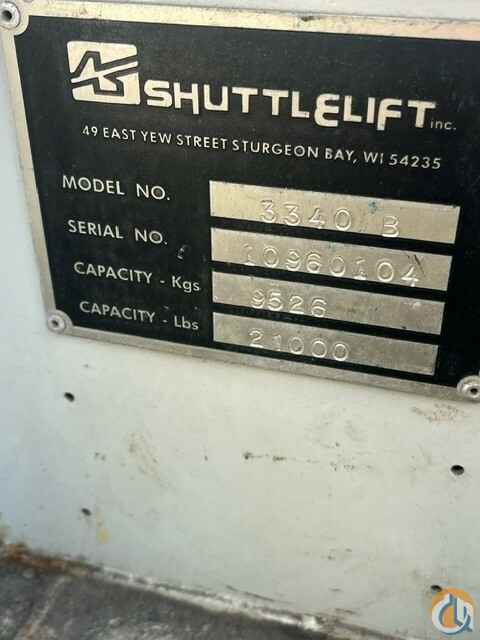 SHUTTLELIFT inc.
49 EAST YEW STREET STURGEON BAY, WI 54235
MODEL NO. 3340 B
SERIAL NO. 10960104
CAPACITY - Kgs 9526
CAPACITY - Lbs 21000